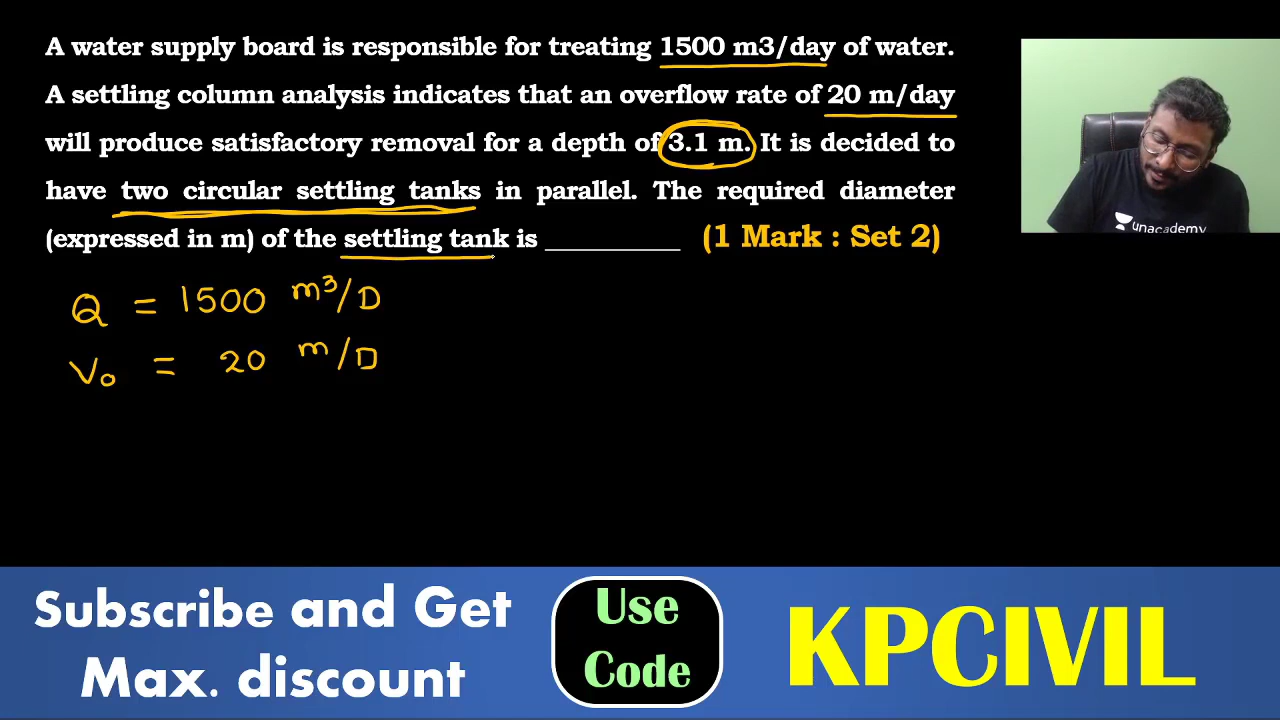 A water supply board is responsible for treating 1500 m3/day of water.
A settling column analysis indicates that an overflow rate of 20 m/day
will produce satisfactory removal for a depth of 3.1 m. It is decided to
have two circular settling tanks in parallel. The required diameter
(expressed in m) of the settling tank is __________ (1 Mark : Set 2)
Q = 1500 m³/D
V₀ = 20 m/D
unacademy
Subscribe and Get
Max. discount
Use
Code
KPCIVIL